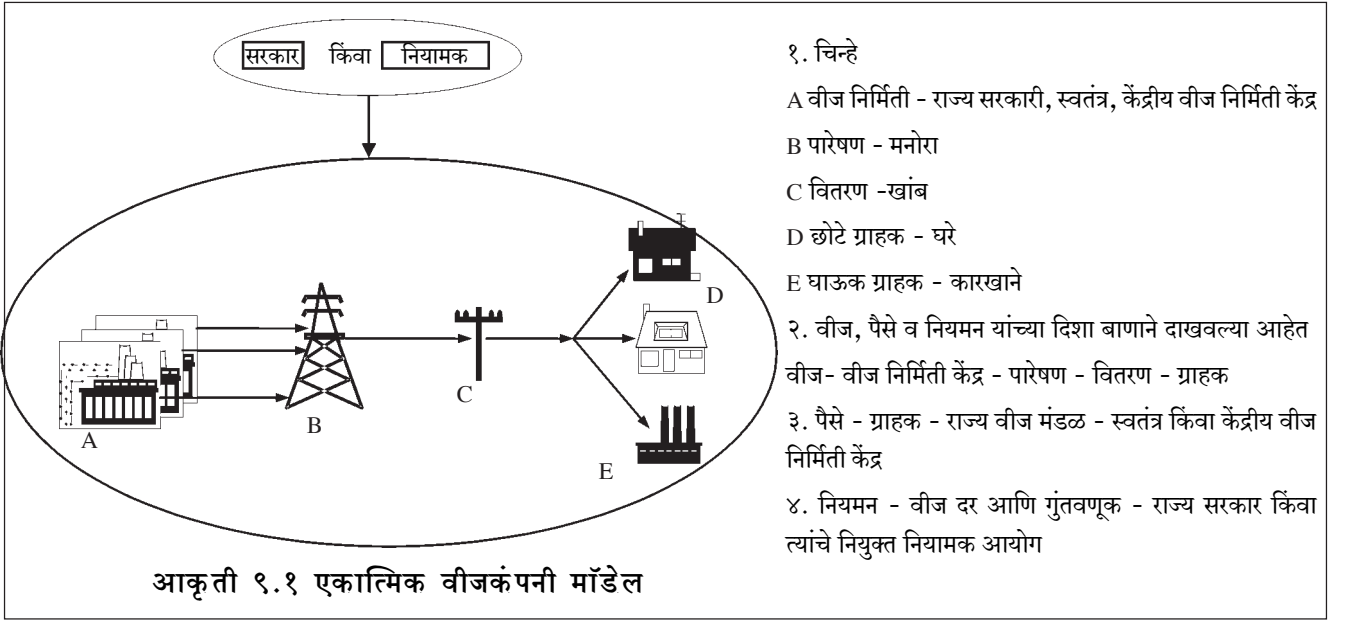 सरकार किंवा नियामक
A
B
C
D
E
आकृती ९.१ एकात्मिक वीजकंपनी मॉडेल
१. चिन्हे
A वीज निर्मिती - राज्य सरकारी, स्वतंत्र, केंद्रीय वीज निर्मिती केंद्र
B पारेषण - मनोरा
C वितरण -खांब
D छोटे ग्राहक - घरे
E घाऊक ग्राहक - कारखाने
२. वीज, पैसे व नियमन यांच्या दिशा बाणाने दाखवल्या आहेत
वीज- वीज निर्मिती केंद्र - पारेषण - वितरण - ग्राहक
३. पैसे - ग्राहक - राज्य वीज मंडळ - स्वतंत्र किंवा केंद्रीय वीज
निर्मिती केंद्र
४. नियमन - वीज दर आणि गुंतवणूक - राज्य सरकार किंवा
त्यांचे नियुक्त नियामक आयोग